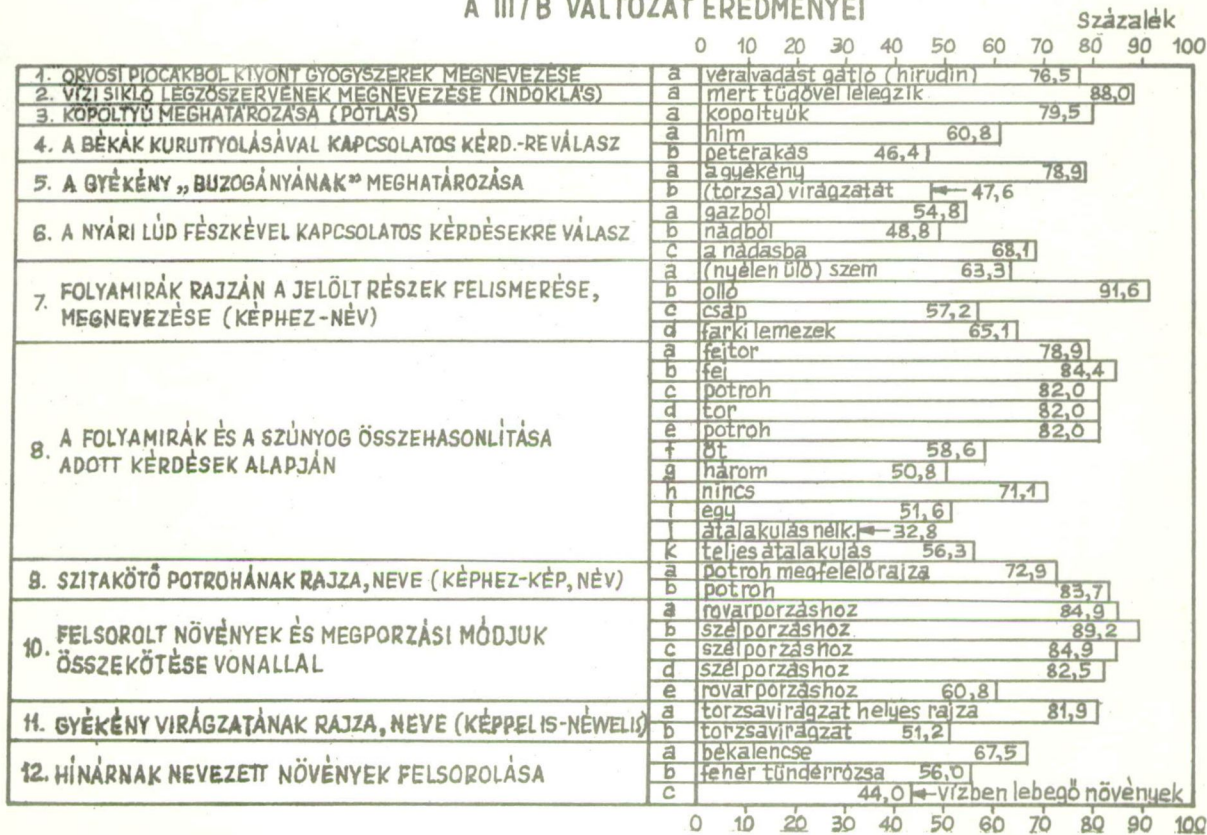 A III/B VÁLTOZAT EREDMÉNYEI
Százalék
0 10 20 30 40 50 60 70 80 90 100
1. ORVOSI PIÓCÁKBÓL KIVONT GYÓGYSZEREK MEGNEVEZÉSE a véralvadást gátló (hirudin) 76,5
2. VÍZI SIKLÓ LÉGZŐSZERVÉNEK MEGNEVEZÉSE (INDOKLÁS) a mert tüdővel lélegzik 88,0
3. KOPOLTYÚ MEGHATÁROZÁSA (PÓTLÁS) a kopoltyúk 79,5
4. A BÉKÁK KURUTTYOLÁSÁVAL KAPCSOLATOS KÉRD.-RE VÁLASZ a hím 60,8
b peterakás 46,4
5. A GYÉKÉNY „BUZOGÁNYÁNAK” MEGHATÁROZÁSA a a gyékény 78,9
b (torzsa) virágzatát 47,6
6. A NYÁRI LÚD FÉSZKÉVEL KAPCSOLATOS KÉRDÉSEKRE VÁLASZ a gazból 54,8
b nádból 48,8
c a nádasba 68,1
7. FOLYAMIRÁK RAJZÁN A JELÖLT RÉSZEK FELISMERÉSE, MEGNEVEZÉSE (KÉPHEZ-NÉV) a (nyélen ülő) szem 63,3
b olló 91,6
c csáp 57,2
d farki lemezek 65,1
8. A FOLYAMIRÁK ÉS A SZÚNYOG ÖSSZEHASONLÍTÁSA ADOTT KÉRDÉSEK ALAPJÁN a fejtor 78,9
b fej 84,4
c potroh 82,0
d tor 82,0
e potroh 82,0
f öt 58,6
g három 50,8
h nincs 71,1
i egy 51,6
j átalakulás nélk. 32,8
k teljes átalakulás 56,3
9. SZITAKÖTŐ POTROHÁNAK RAJZA, NEVE (KÉPHEZ-KÉP, NÉV) a potroh megfelelő rajza 72,9
b potroh 83,7
10. FELSOROLT NÖVÉNYEK ÉS MEGPORZÁSI MÓDJUK ÖSSZEKÖTÉSE VONALLAL a rovarporzáshoz 84,9
b szélporzáshoz 89,2
c szélporzáshoz 84,9
d szélporzáshoz 82,5
e rovarporzáshoz 60,8
11. GYÉKÉNY VIRÁGZATÁNAK RAJZA, NEVE (KÉPPEL IS-NÉVVEL IS) a torzsavirágzat helyes rajza 81,9
b torzsavirágzat 51,2
12. HÍNÁRNAK NEVEZETT NÖVÉNYEK FELSOROLÁSA a békalencse 67,5
b fehér tündérrózsa 56,0
c 44,0 vízben lebegő növények
0 10 20 30 40 50 60 70 80 90 100